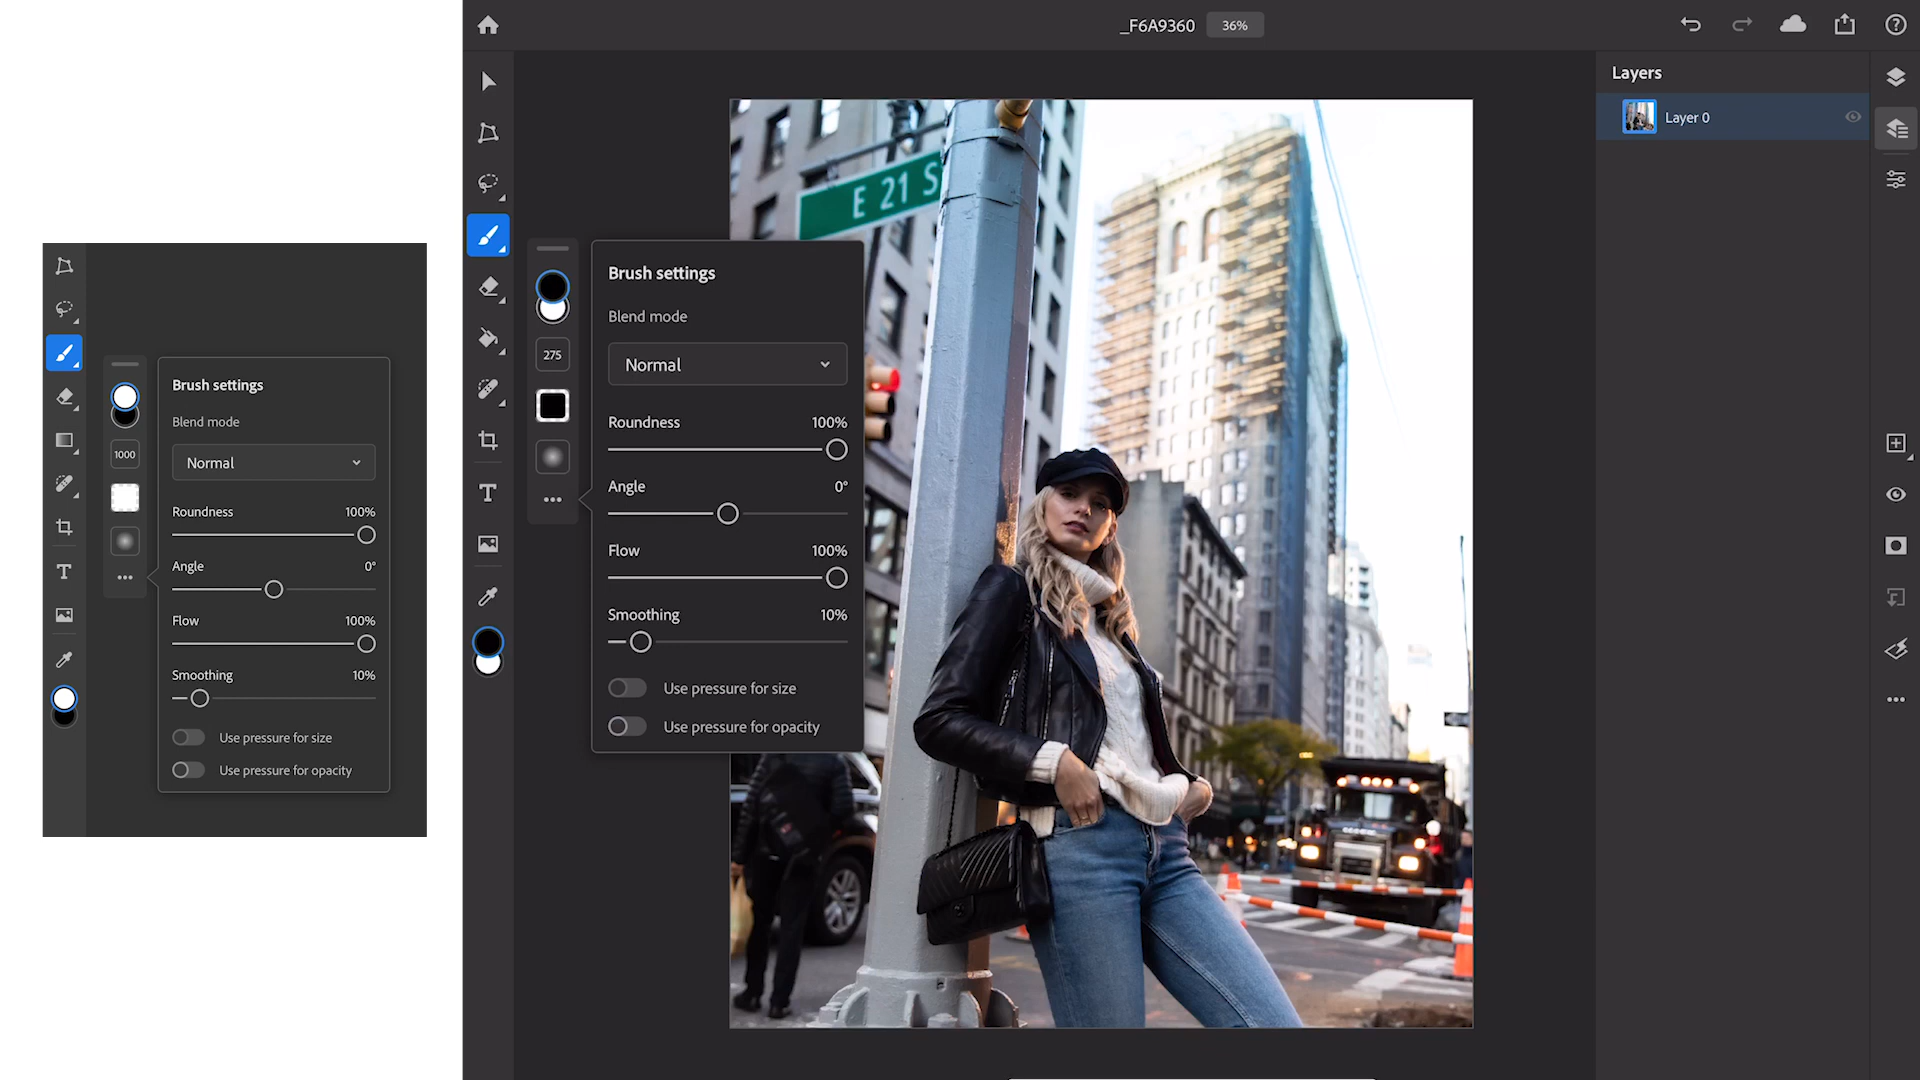 _F6A9360 36%
Layers
Layer 0
E 21 S
Brush settings
Blend mode
275
Normal
Roundness 100%
Angle 0°
Flow 100%
Smoothing 10%
Use pressure for size
Use pressure for opacity
T
Brush settings
Blend mode
1000
Normal
Roundness 100%
Angle 0°
T
Flow 100%
Smoothing 10%
Use pressure for size
Use pressure for opacity